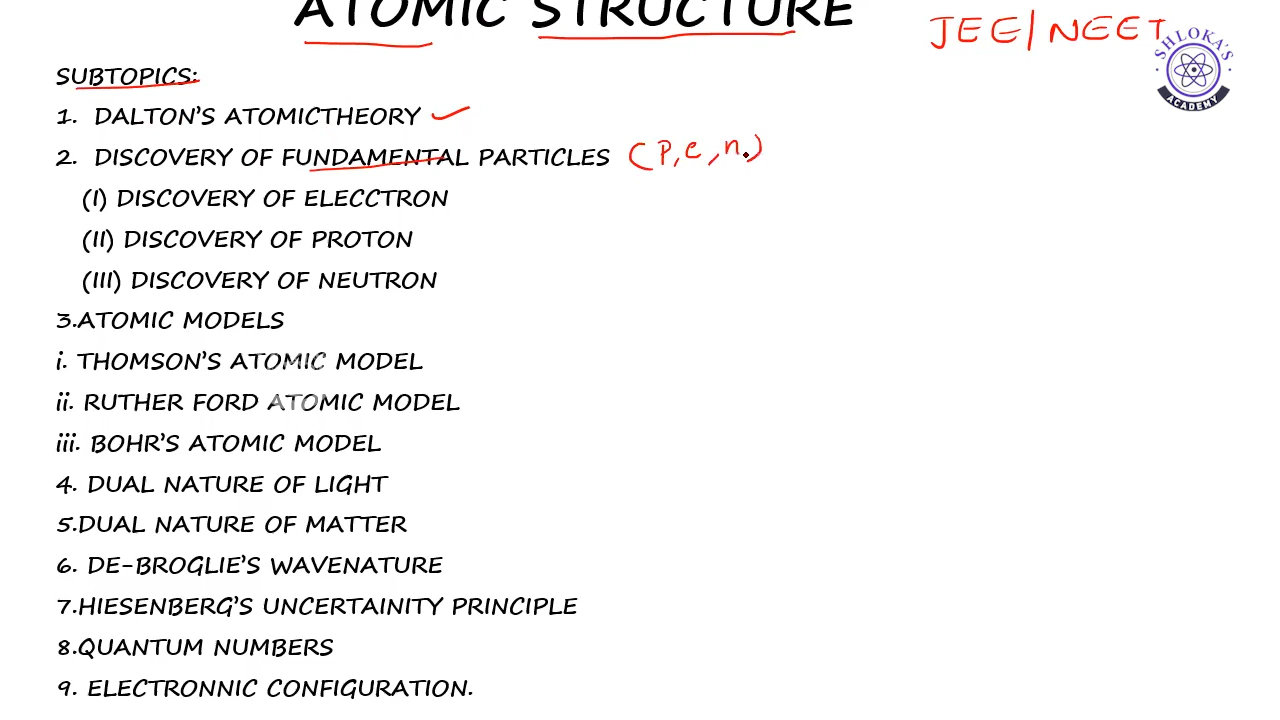 ATOMIC STRUCTURE
JEE/NEET
SHLOKA'S
ACADEMY
SUBTOPICS:
1. DALTON'S ATOMICTHEORY
2. DISCOVERY OF FUNDAMENTAL PARTICLES (P, e, n)
(I) DISCOVERY OF ELECCTRON
(II) DISCOVERY OF PROTON
(III) DISCOVERY OF NEUTRON
3.ATOMIC MODELS
i. THOMSON'S ATOMIC MODEL
ii. RUTHER FORD ATOMIC MODEL
iii. BOHR'S ATOMIC MODEL
4. DUAL NATURE OF LIGHT
5.DUAL NATURE OF MATTER
6. DE-BROGLIE'S WAVENATURE
7.HIESENBERG'S UNCERTAINITY PRINCIPLE
8.QUANTUM NUMBERS
9. ELECTRONNIC CONFIGURATION.